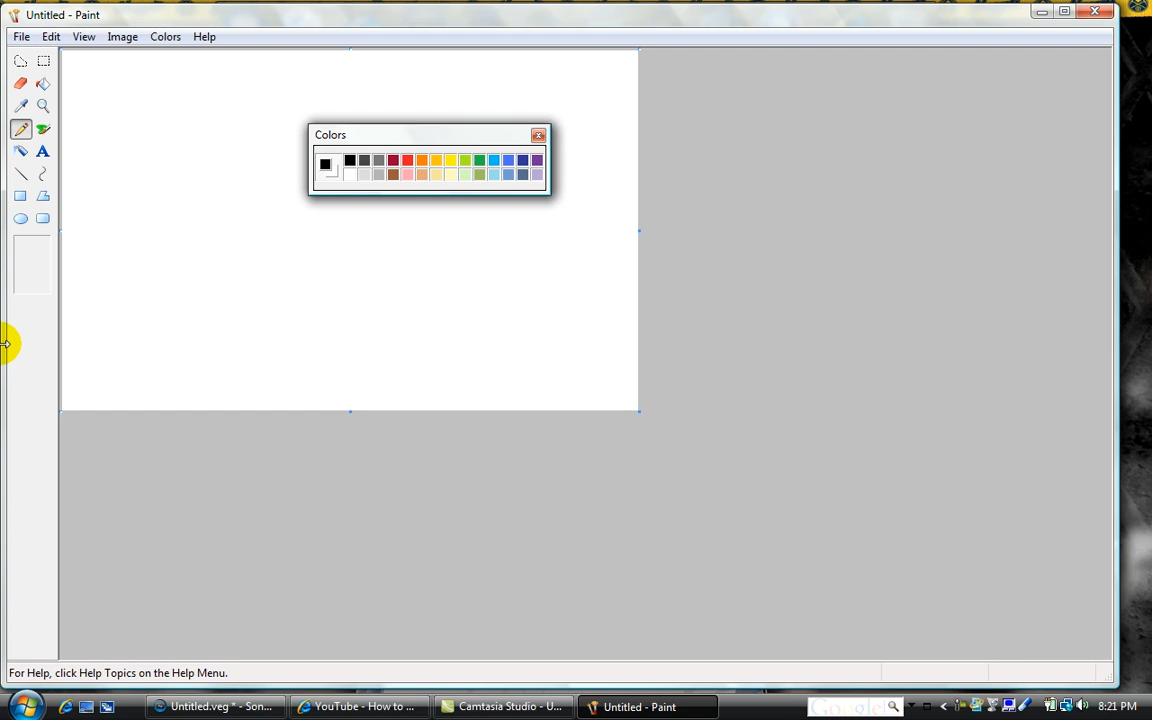 Untitled - Paint
File Edit View Image Colors Help
Colors
A
For Help, click Help Topics on the Help Menu.
Untitled.veg * - Son...
YouTube - How to ...
Camtasia Studio - U...
Untitled - Paint
Google
8:21 PM